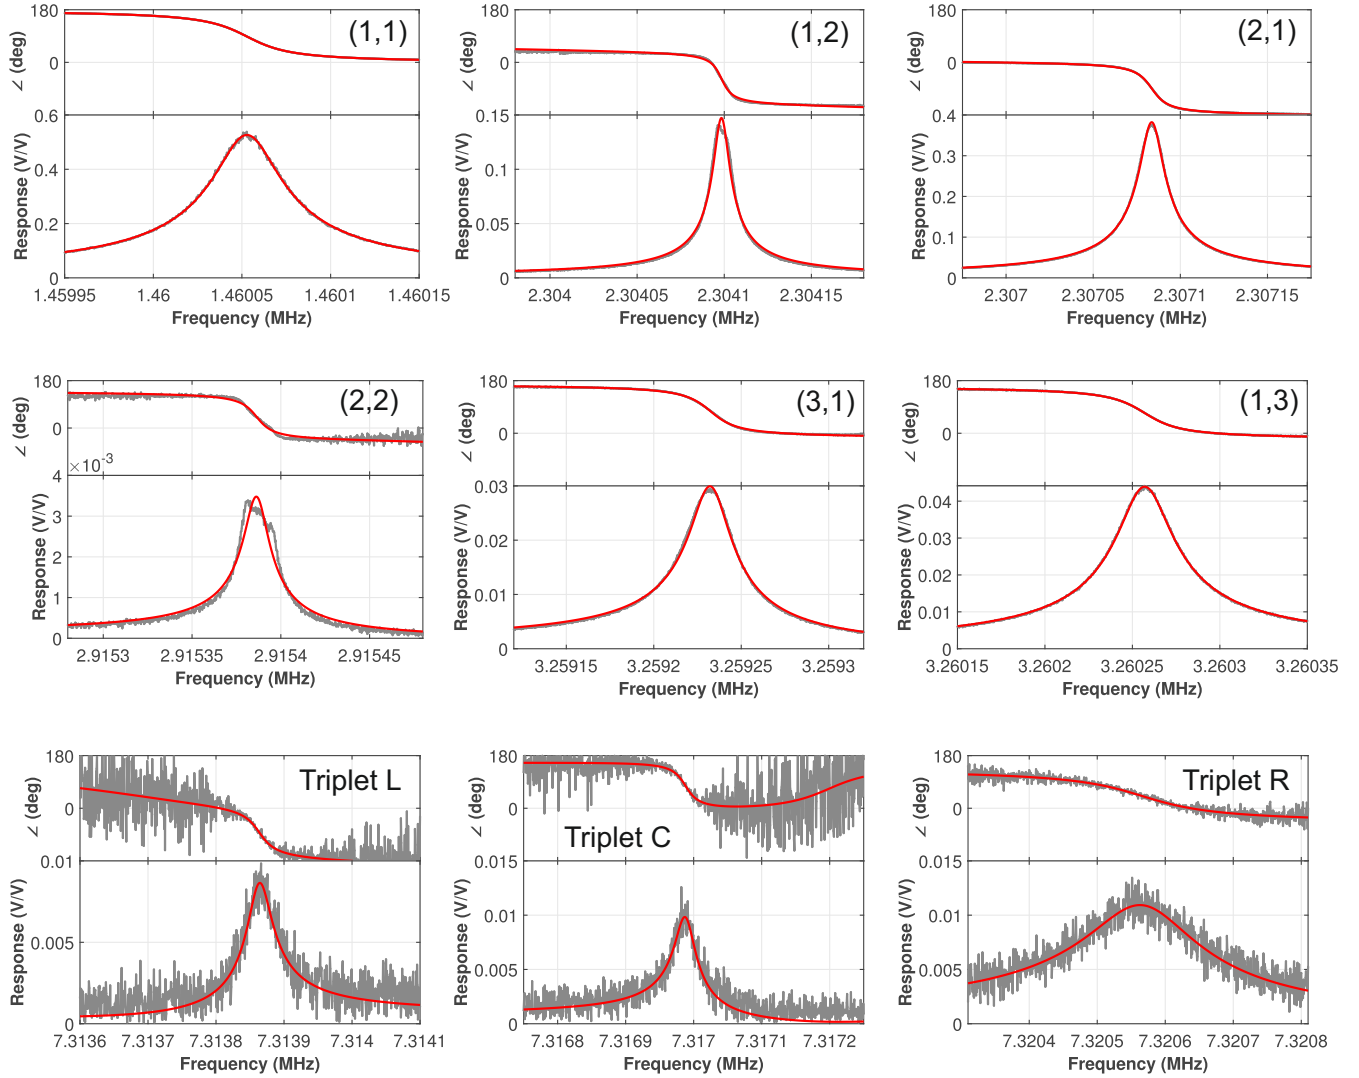 180
0
∠ (deg)
(1,1)
0.6
0.4
0.2
0
Response (V/V)
1.45995 1.46 1.46005 1.4601 1.46015
Frequency (MHz)
180
0
∠ (deg)
(1,2)
0.15
0.1
0.05
0
Response (V/V)
2.304 2.30405 2.3041 2.30415
Frequency (MHz)
180
0
∠ (deg)
(2,1)
0.4
0.3
0.2
0.1
0
Response (V/V)
2.307 2.30705 2.3071 2.30715
Frequency (MHz)
180
0
∠ (deg)
(2,2)
×10⁻³
4
3
2
1
0
Response (V/V)
2.9153 2.91535 2.9154 2.91545
Frequency (MHz)
180
0
∠ (deg)
(3,1)
0.03
0.02
0.01
0
Response (V/V)
3.25915 3.2592 3.25925 3.2593
Frequency (MHz)
180
0
∠ (deg)
(1,3)
0.04
0.03
0.02
0.01
0
Response (V/V)
3.26015 3.2602 3.26025 3.2603 3.26035
Frequency (MHz)
180
0
∠ (deg)
Triplet L
0.01
0.005
0
Response (V/V)
7.3136 7.3137 7.3138 7.3139 7.314 7.3141
Frequency (MHz)
180
0
∠ (deg)
Triplet C
0.015
0.01
0.005
0
Response (V/V)
7.3168 7.3169 7.317 7.3171 7.3172
Frequency (MHz)
180
0
∠ (deg)
Triplet R
0.015
0.01
0.005
0
Response (V/V)
7.3204 7.3205 7.3206 7.3207 7.3208
Frequency (MHz)